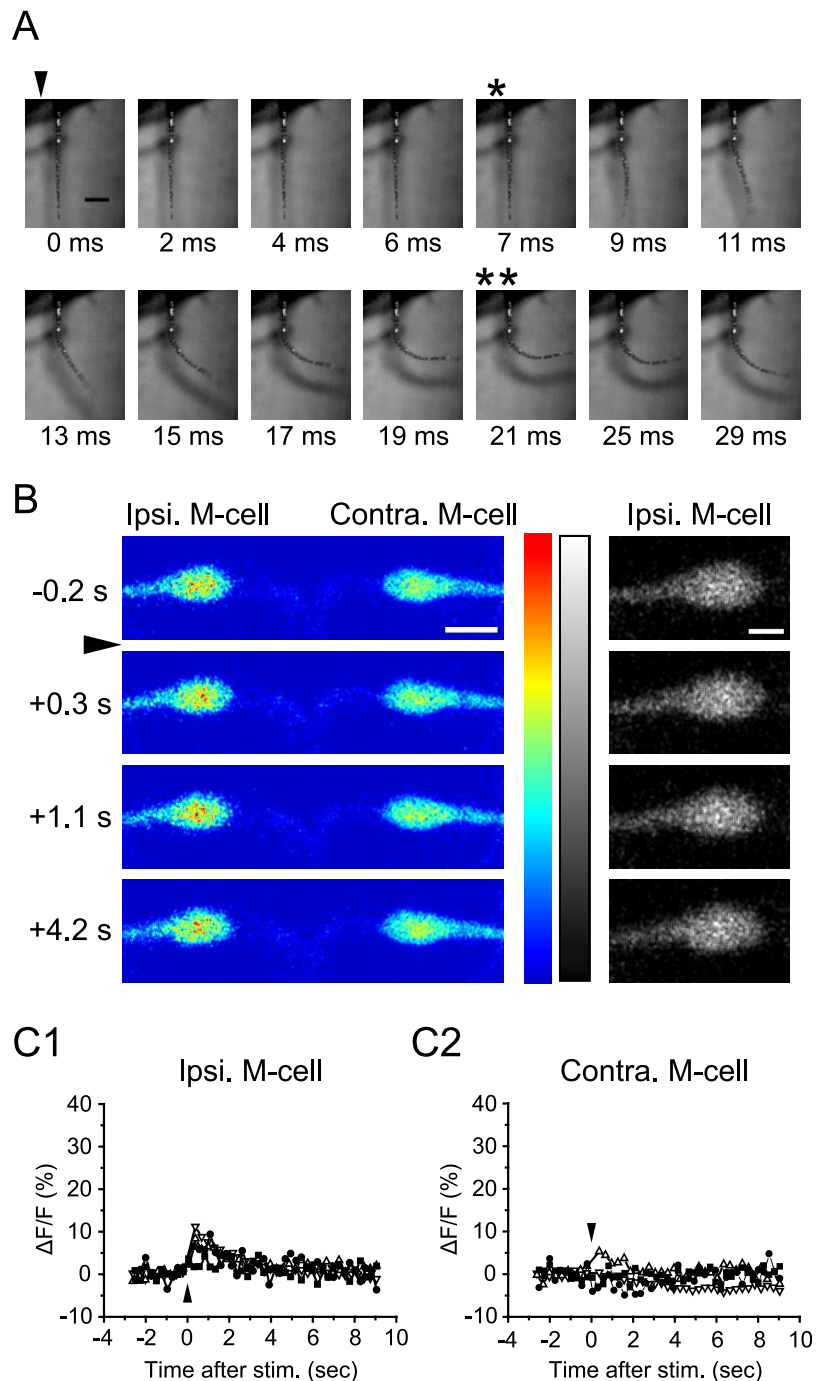 A
*
0 ms 2 ms 4 ms 6 ms 7 ms 9 ms 11 ms
**
13 ms 15 ms 17 ms 19 ms 21 ms 25 ms 29 ms
B
Ipsi. M-cell Contra. M-cell Ipsi. M-cell
-0.2 s
+0.3 s
+1.1 s
+4.2 s
C1 C2
Ipsi. M-cell Contra. M-cell
40 40
30 30
20 20
10 10
0 0
-10 -10
ΔF/F (%) ΔF/F (%)
-4 -2 0 2 4 6 8 10 -4 -2 0 2 4 6 8 10
Time after stim. (sec) Time after stim. (sec)